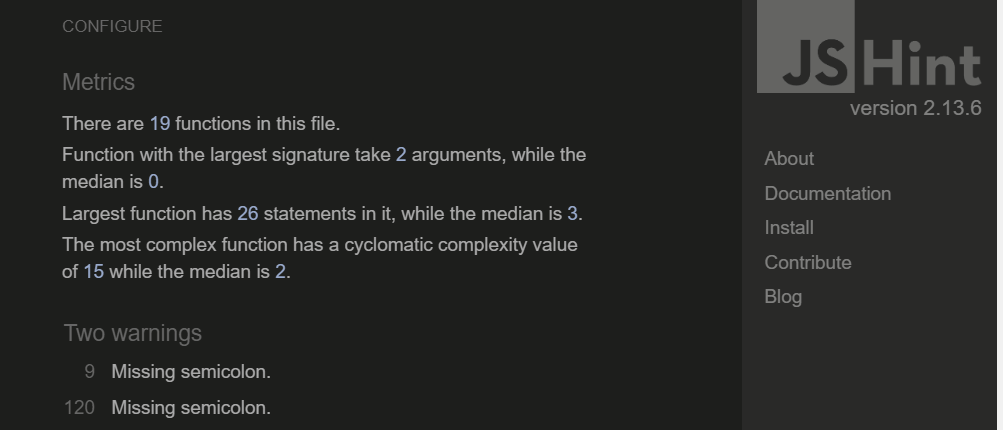 CONFIGURE
Metrics
There are 19 functions in this file.
Function with the largest signature take 2 arguments, while the
median is 0.
Largest function has 26 statements in it, while the median is 3.
The most complex function has a cyclomatic complexity value
of 15 while the median is 2.
Two warnings
9 Missing semicolon.
120 Missing semicolon.
JSHint
version 2.13.6
About
Documentation
Install
Contribute
Blog